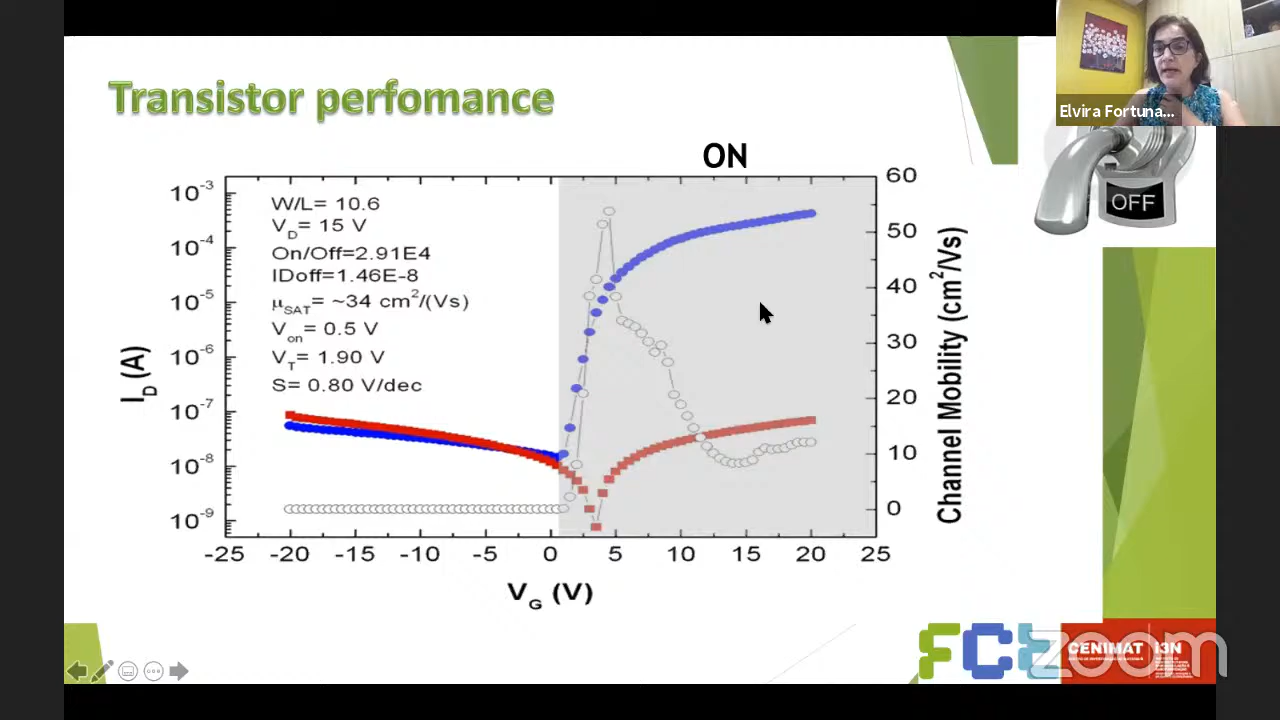 Transistor perfomance
Elvira Fortuna...
OFF
ON
W/L= 10.6
V_D= 15 V
On/Off=2.91E4
IDoff=1.46E-8
μ_SAT= ~34 cm²/(Vs)
V_on= 0.5 V
V_T= 1.90 V
S= 0.80 V/dec
10⁻³
10⁻⁴
10⁻⁵
10⁻⁶
10⁻⁷
10⁻⁸
10⁻⁹
I_D (A)
60
50
40
30
20
10
0
Channel Mobility (cm²/Vs)
-25 -20 -15 -10 -5 0 5 10 15 20 25
V_G (V)
zoom
CENIMAT I3N